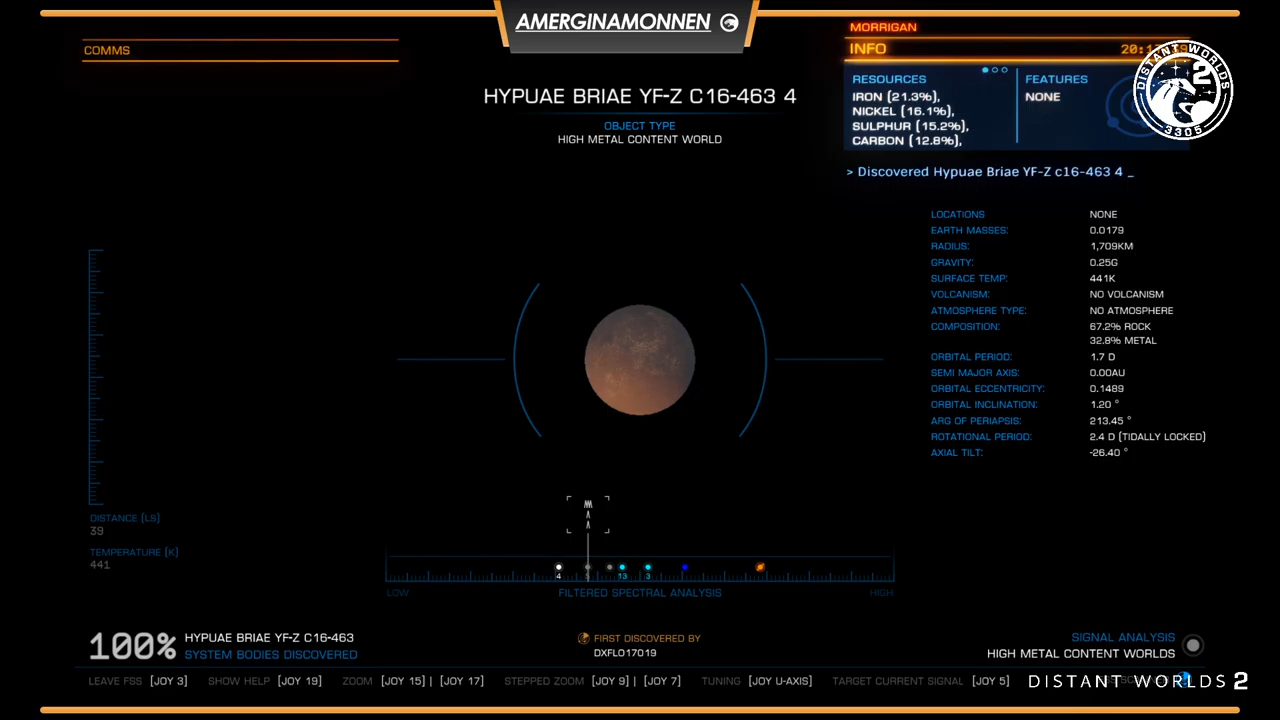 AMERGINAMONNEN
COMMS
MORRIGAN
INFO
RESOURCES
IRON (21.3%),
NICKEL (16.1%),
SULPHUR (15.2%),
CARBON (12.8%),
FEATURES
NONE
DISTANT WORLDS
2
3305
HYPUAE BRIAE YF-Z C16-463 4
OBJECT TYPE
HIGH METAL CONTENT WORLD
> Discovered Hypuae Briae YF-Z c16-463 4 _
LOCATIONS NONE
EARTH MASSES: 0.0179
RADIUS: 1,709KM
GRAVITY: 0.25G
SURFACE TEMP: 441K
VOLCANISM: NO VOLCANISM
ATMOSPHERE TYPE: NO ATMOSPHERE
COMPOSITION: 67.2% ROCK
32.8% METAL
ORBITAL PERIOD: 1.7 D
SEMI MAJOR AXIS: 0.00AU
ORBITAL ECCENTRICITY: 0.1489
ORBITAL INCLINATION: 1.20 °
ARG OF PERIAPSIS: 213.45 °
ROTATIONAL PERIOD: 2.4 D (TIDALLY LOCKED)
AXIAL TILT: -26.40 °
DISTANCE (LS)
39
TEMPERATURE (K)
441
4 13 3
LOW FILTERED SPECTRAL ANALYSIS HIGH
100% HYPUAE BRIAE YF-Z C16-463
SYSTEM BODIES DISCOVERED
FIRST DISCOVERED BY
DXFL017019
SIGNAL ANALYSIS
HIGH METAL CONTENT WORLDS
LEAVE FSS [JOY 3] SHOW HELP [JOY 19] ZOOM [JOY 15] | [JOY 17] STEPPED ZOOM [JOY 9] | [JOY 7] TUNING [JOY U-AXIS] TARGET CURRENT SIGNAL [JOY 5]
DISTANT WORLDS 2